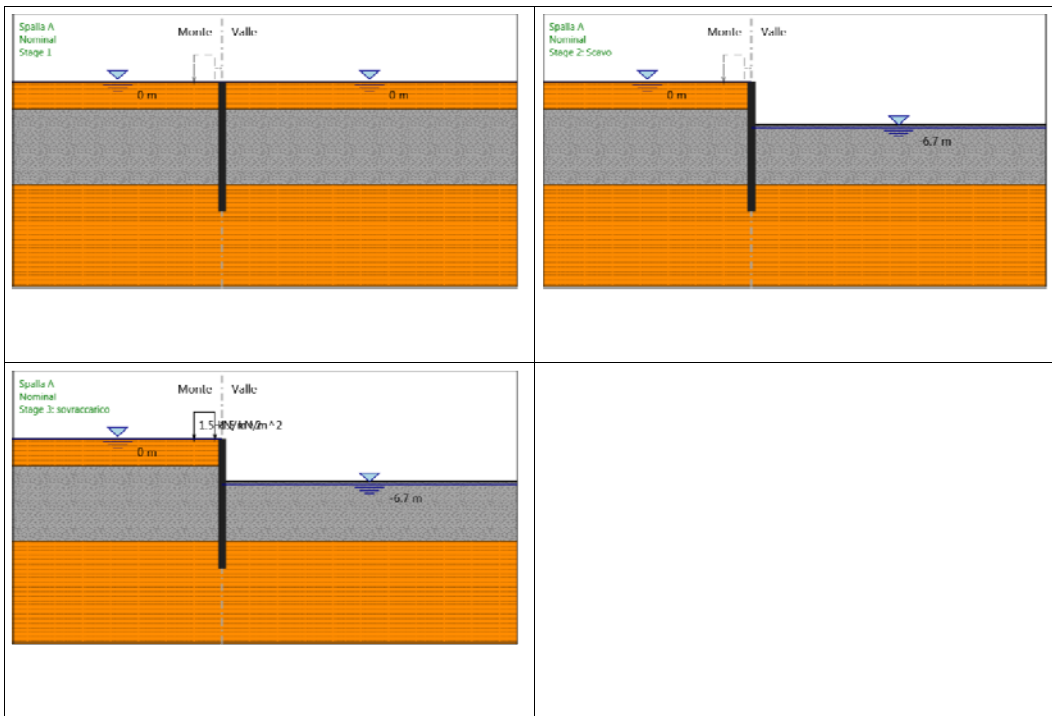 Spalla A
Nominal
Stage 1
Monte Valle
0 m
0 m
Spalla A
Nominal
Stage 2: Scavo
Monte Valle
0 m
-6.7 m
Spalla A
Nominal
Stage 3: sovraccarico
Monte Valle
0 m
-6.7 m